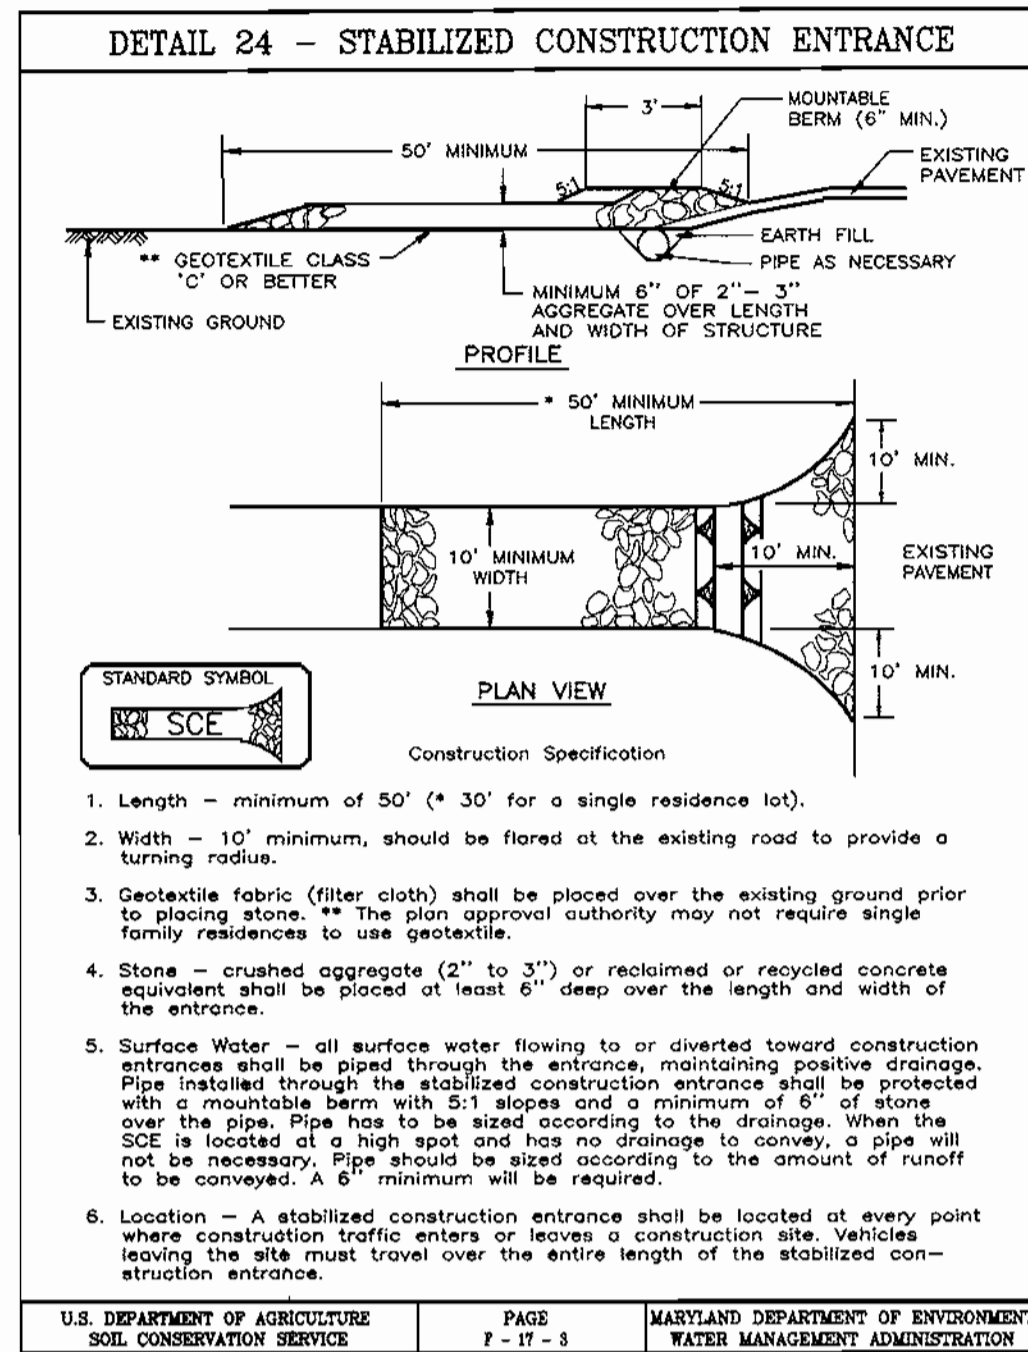 DETAIL 24 – STABILIZED CONSTRUCTION ENTRANCE
3'
MOUNTABLE
BERM (6" MIN.)
50' MINIMUM
EXISTING
PAVEMENT
5:1
5:1
** GEOTEXTILE CLASS
'C' OR BETTER
EARTH FILL
PIPE AS NECESSARY
MINIMUM 6" OF 2"– 3"
AGGREGATE OVER LENGTH
AND WIDTH OF STRUCTURE
EXISTING GROUND
PROFILE
* 50' MINIMUM
LENGTH
10' MIN.
10' MINIMUM
WIDTH
10' MIN.
EXISTING
PAVEMENT
10' MIN.
STANDARD SYMBOL
SCE
PLAN VIEW
Construction Specification
1. Length – minimum of 50' (* 30' for a single residence lot).
2. Width – 10' minimum, should be flared at the existing road to provide a
turning radius.
3. Geotextile fabric (filter cloth) shall be placed over the existing ground prior
to placing stone. ** The plan approval authority may not require single
family residences to use geotextile.
4. Stone – crushed aggregate (2" to 3") or reclaimed or recycled concrete
equivalent shall be placed at least 6" deep over the length and width of
the entrance.
5. Surface Water – all surface water flowing to or diverted toward construction
entrances shall be piped through the entrance, maintaining positive drainage.
Pipe installed through the stabilized construction entrance shall be protected
with a mountable berm with 5:1 slopes and a minimum of 6" of stone
over the pipe. Pipe has to be sized according to the drainage. When the
SCE is located at a high spot and has no drainage to convey, a pipe will
not be necessary. Pipe should be sized according to the amount of runoff
to be conveyed. A 6" minimum will be required.
6. Location – A stabilized construction entrance shall be located at every point
where construction traffic enters or leaves a construction site. Vehicles
leaving the site must travel over the entire length of the stabilized con–
struction entrance.
U.S. DEPARTMENT OF AGRICULTURE
SOIL CONSERVATION SERVICE
PAGE
F - 17 - 3
MARYLAND DEPARTMENT OF ENVIRONMENT
WATER MANAGEMENT ADMINISTRATION